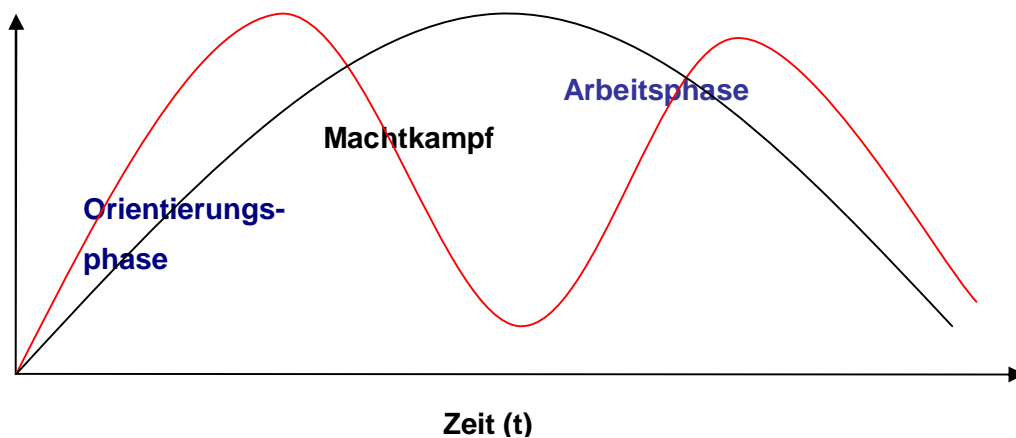 Arbeitsphase
Machtkampf
Orientierungs-
phase
Zeit (t)